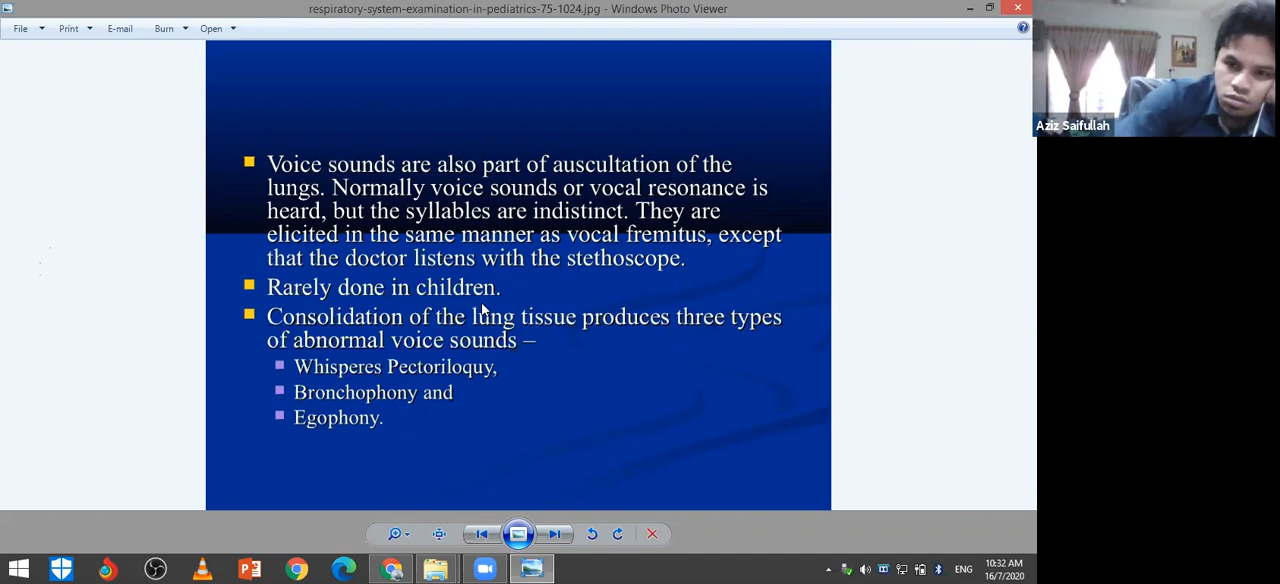 respiratory-system-examination-in-pediatrics-75-1024.jpg - Windows Photo Viewer
File Print E-mail Burn Open
Aziz Saifullah
Voice sounds are also part of auscultation of the
lungs. Normally voice sounds or vocal resonance is
heard, but the syllables are indistinct. They are
elicited in the same manner as vocal fremitus, except
that the doctor listens with the stethoscope.
Rarely done in children.
Consolidation of the lung tissue produces three types
of abnormal voice sounds –
Whisperes Pectoriloquy,
Bronchophony and
Egophony.
ENG
10:32 AM
16/7/2020